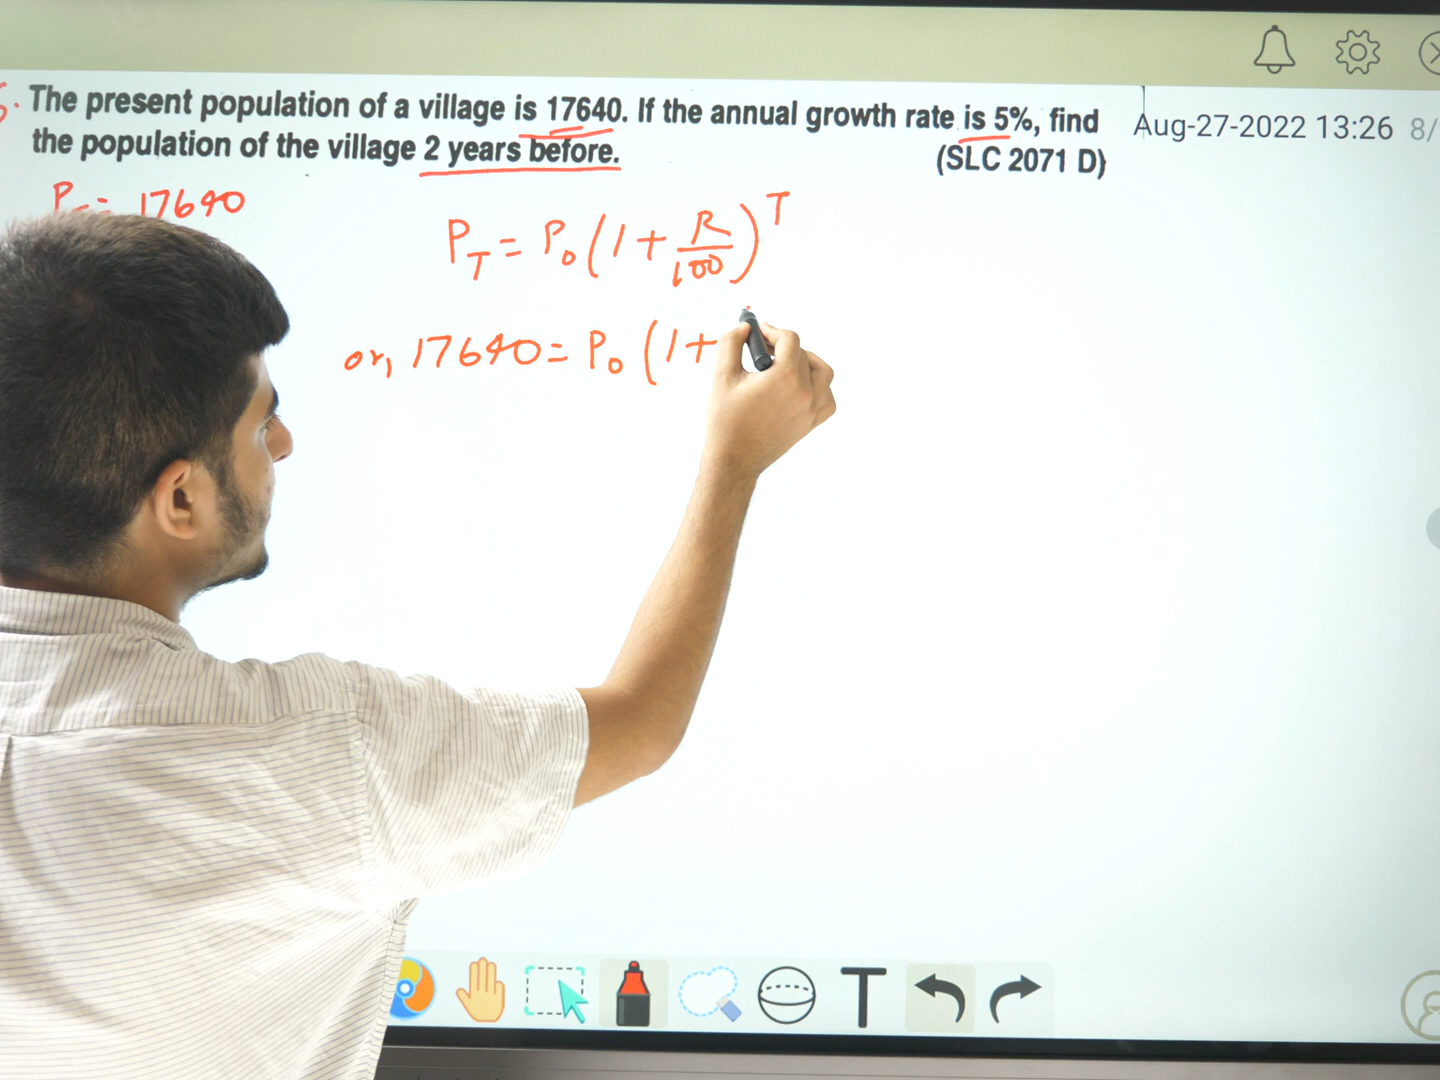 The present population of a village is 17640. If the annual growth rate is 5%, find
the population of the village 2 years before. (SLC 2071 D)
Aug-27-2022 13:26 8/
P_T = 17640
P_T = P_0 (1 + R/100)^T
or, 17640 = P_0 (1 +
T